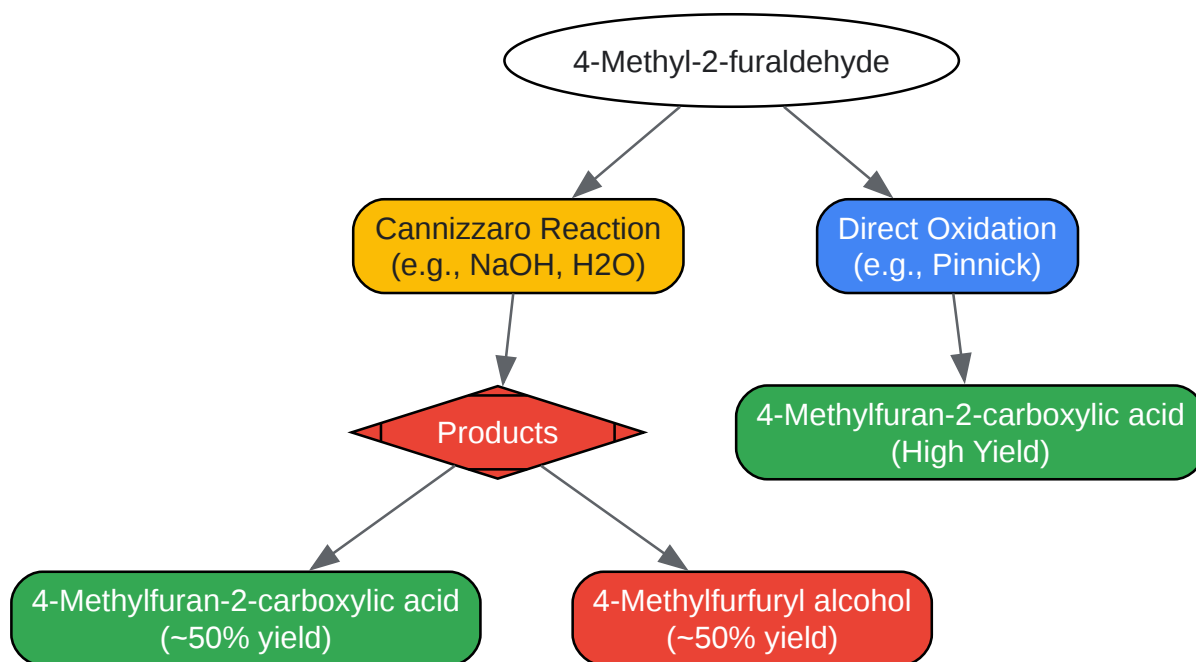 4-Methyl-2-furaldehyde
Cannizzaro Reaction
(e.g., NaOH, H2O)
Direct Oxidation
(e.g., Pinnick)
Products
4-Methylfuran-2-carboxylic acid
(High Yield)
4-Methylfuran-2-carboxylic acid
(~50% yield)
4-Methylfurfuryl alcohol
(~50% yield)